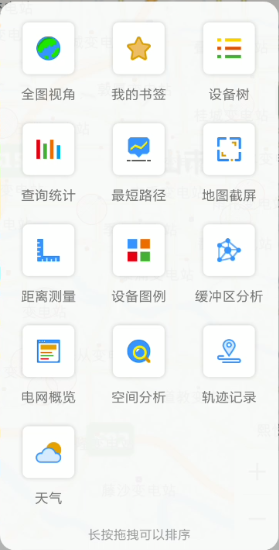 全图视角 我的书签 设备树
查询统计 最短路径 地图截屏
距离测量 设备图例 缓冲区分析
电网概览 空间分析 轨迹记录
天气
长按拖拽可以排序